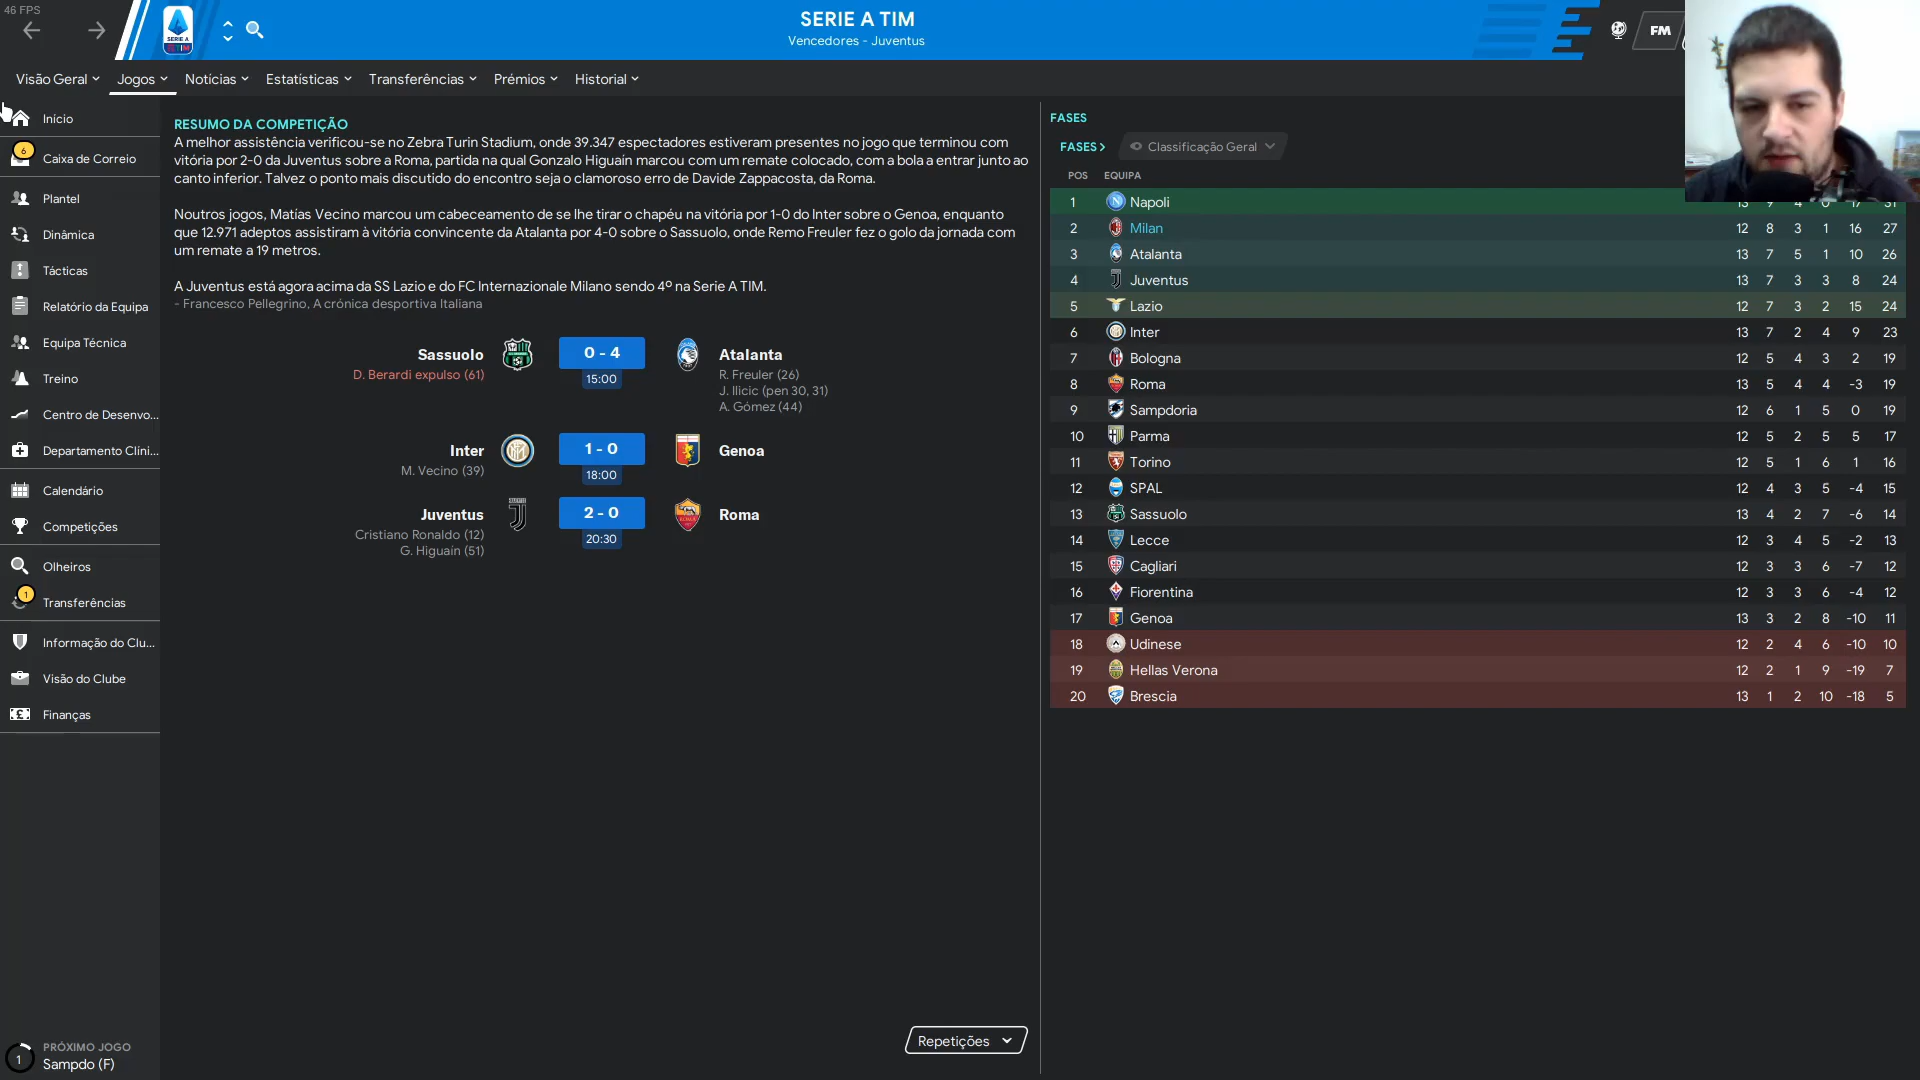 46 FPS
SERIE A TIM
Vencedores - Juventus
FM
Visão Geral
Jogos
Notícias
Estatísticas
Transferências
Prémios
Historial
Início
6
Caixa de Correio
Plantel
Dinâmica
Tácticas
Relatório da Equipa
Equipa Técnica
Treino
Centro de Desenvo...
Departamento Clíni...
Calendário
Competições
Olheiros
1
Transferências
Informação do Clu...
Visão do Clube
Finanças
1
PRÓXIMO JOGO
Sampdo (F)
RESUMO DA COMPETIÇÃO
A melhor assistência verificou-se no Zebra Turin Stadium, onde 39.347 espectadores estiveram presentes no jogo que terminou com
vitória por 2-0 da Juventus sobre a Roma, partida na qual Gonzalo Higuaín marcou com um remate colocado, com a bola a entrar junto ao
canto inferior. Talvez o ponto mais discutido do encontro seja o clamoroso erro de Davide Zappacosta, da Roma.
Noutros jogos, Matías Vecino marcou um cabeceamento de se lhe tirar o chapéu na vitória por 1-0 do Inter sobre o Genoa, enquanto
que 12.971 adeptos assistiram à vitória convincente da Atalanta por 4-0 sobre o Sassuolo, onde Remo Freuler fez o golo da jornada com
um remate a 19 metros.
A Juventus está agora acima da SS Lazio e do FC Internazionale Milano sendo 4º na Serie A TIM.
- Francesco Pellegrino, A crónica desportiva Italiana
Sassuolo 0 - 4 Atalanta
D. Berardi expulso (61) 15:00 R. Freuler (26)
J. Ilicic (pen 30, 31)
A. Gómez (44)
Inter 1 - 0 Genoa
M. Vecino (39) 18:00
Juventus 2 - 0 Roma
Cristiano Ronaldo (12) 20:30
G. Higuaín (51)
Repetições
FASES
FASES> Classificação Geral
POS EQUIPA
1 Napoli 13 9 4 0 17 31
2 Milan 12 8 3 1 16 27
3 Atalanta 13 7 5 1 10 26
4 Juventus 13 7 3 3 8 24
5 Lazio 12 7 3 2 15 24
6 Inter 13 7 2 4 9 23
7 Bologna 12 5 4 3 2 19
8 Roma 13 5 4 4 -3 19
9 Sampdoria 12 6 1 5 0 19
10 Parma 12 5 2 5 5 17
11 Torino 12 5 1 6 1 16
12 SPAL 12 4 3 5 -4 15
13 Sassuolo 13 4 2 7 -6 14
14 Lecce 12 3 4 5 -2 13
15 Cagliari 12 3 3 6 -7 12
16 Fiorentina 12 3 3 6 -4 12
17 Genoa 13 3 2 8 -10 11
18 Udinese 12 2 4 6 -10 10
19 Hellas Verona 12 2 1 9 -19 7
20 Brescia 13 1 2 10 -18 5